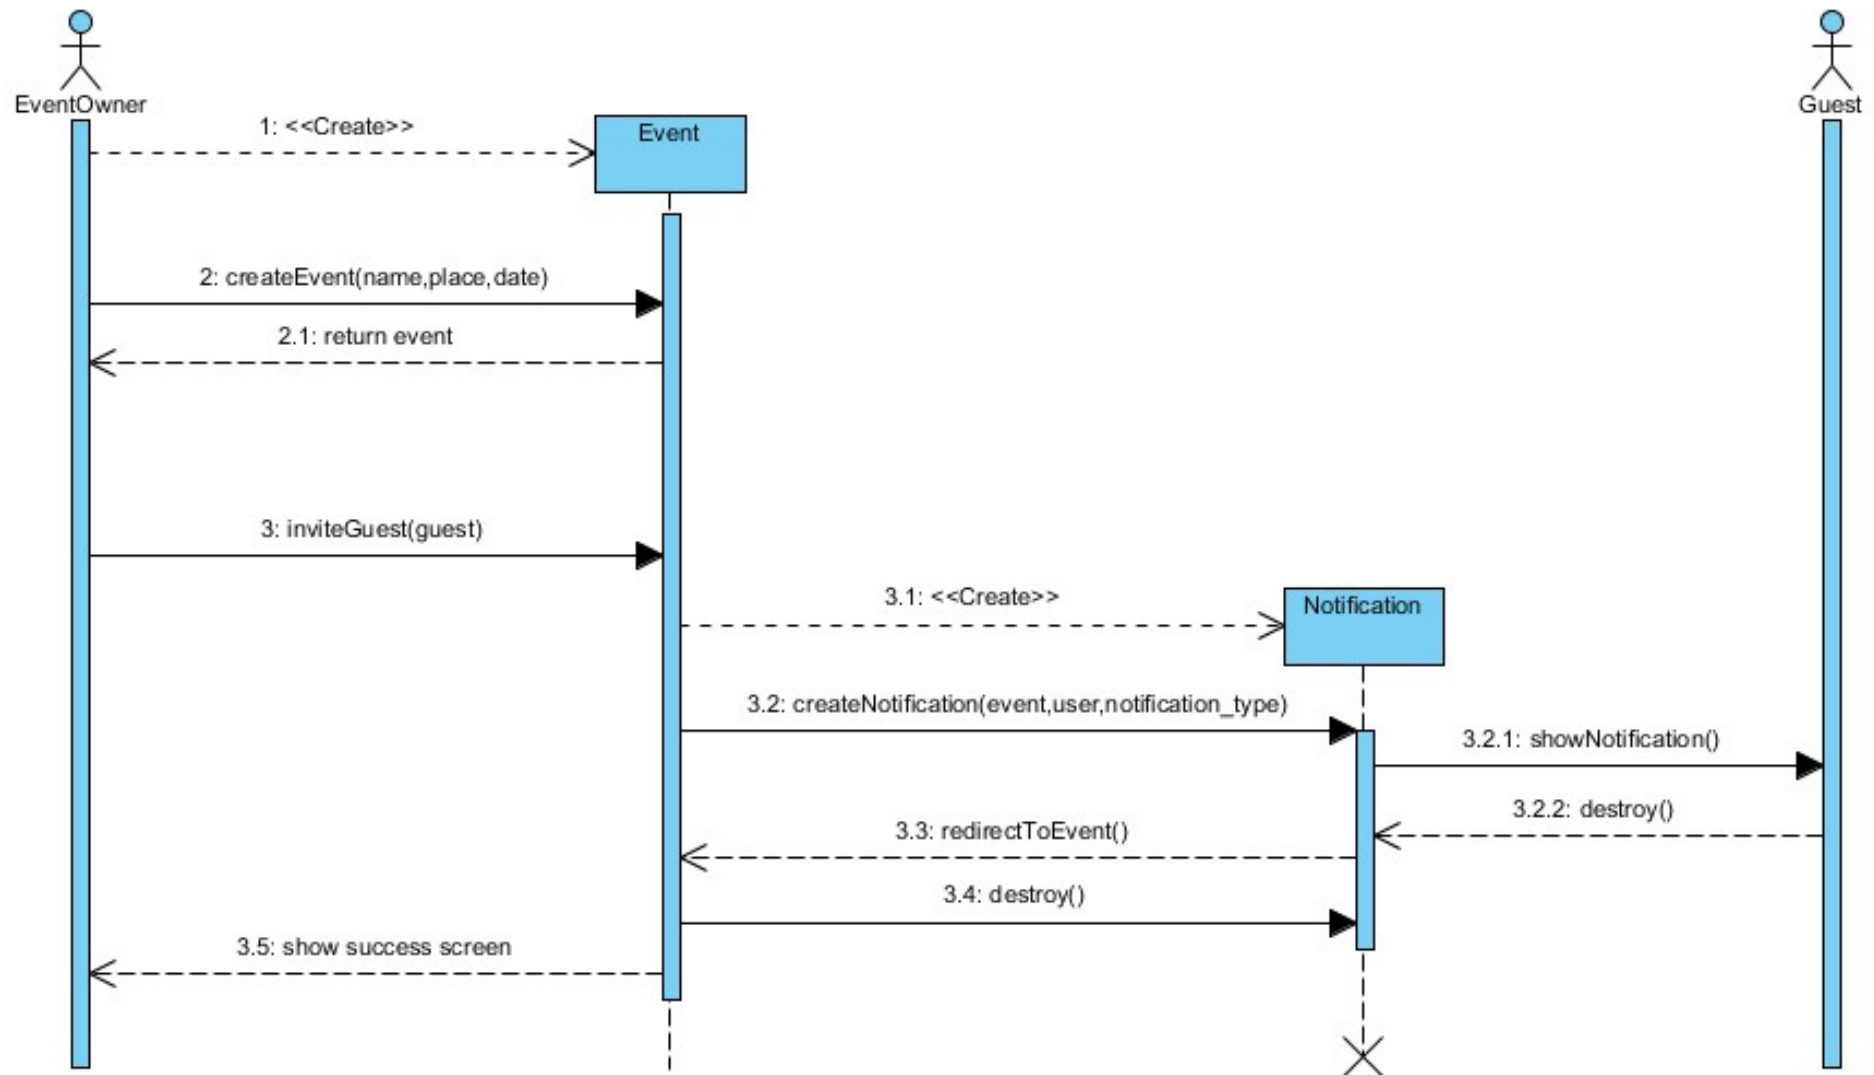 EventOwner
Guest
1: <<Create>>
Event
2: createEvent(name,place,date)
2.1: return event
3: inviteGuest(guest)
3.1: <<Create>>
Notification
3.2: createNotification(event,user,notification_type)
3.2.1: showNotification()
3.2.2: destroy()
3.3: redirectToEvent()
3.4: destroy()
3.5: show success screen